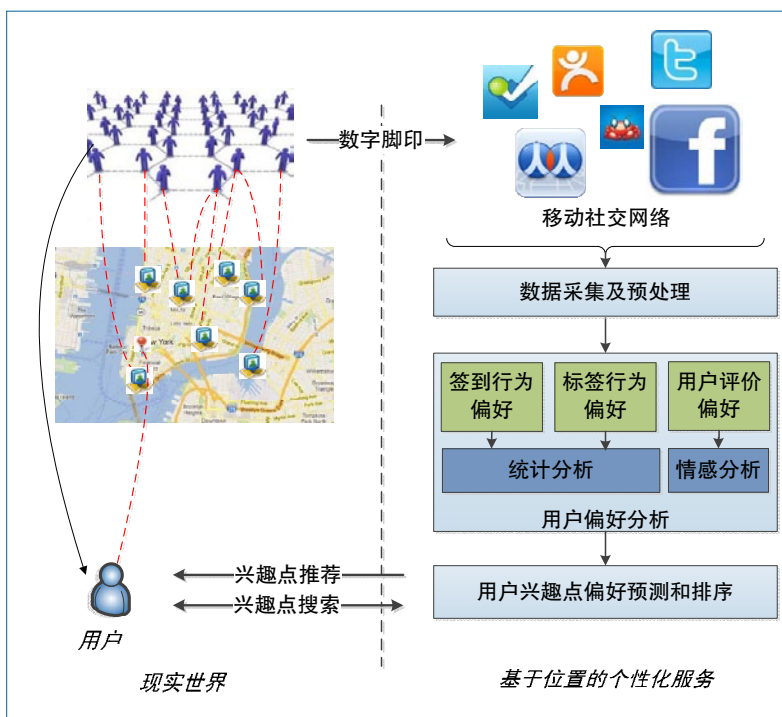 数字脚印
移动社交网络
数据采集及预处理
签到行为
偏好
标签行为
偏好
用户评价
偏好
统计分析
情感分析
用户偏好分析
兴趣点推荐
用户兴趣点偏好预测和排序
兴趣点搜索
用户
现实世界
基于位置的个性化服务